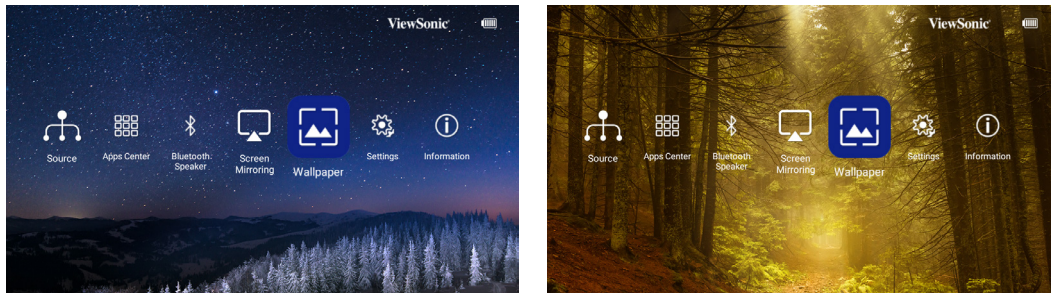 ViewSonic
Source
Apps Center
Bluetooth
Speaker
Screen
Mirroring
Wallpaper
Settings
Information
ViewSonic
Source
Apps Center
Bluetooth
Speaker
Screen
Mirroring
Wallpaper
Settings
Information